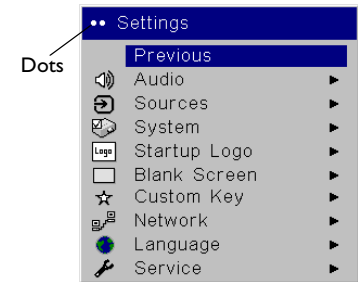 •• Settings
Dots
Previous
Audio
Sources
System
Logo Startup Logo
Blank Screen
Custom Key
Network
Language
Service